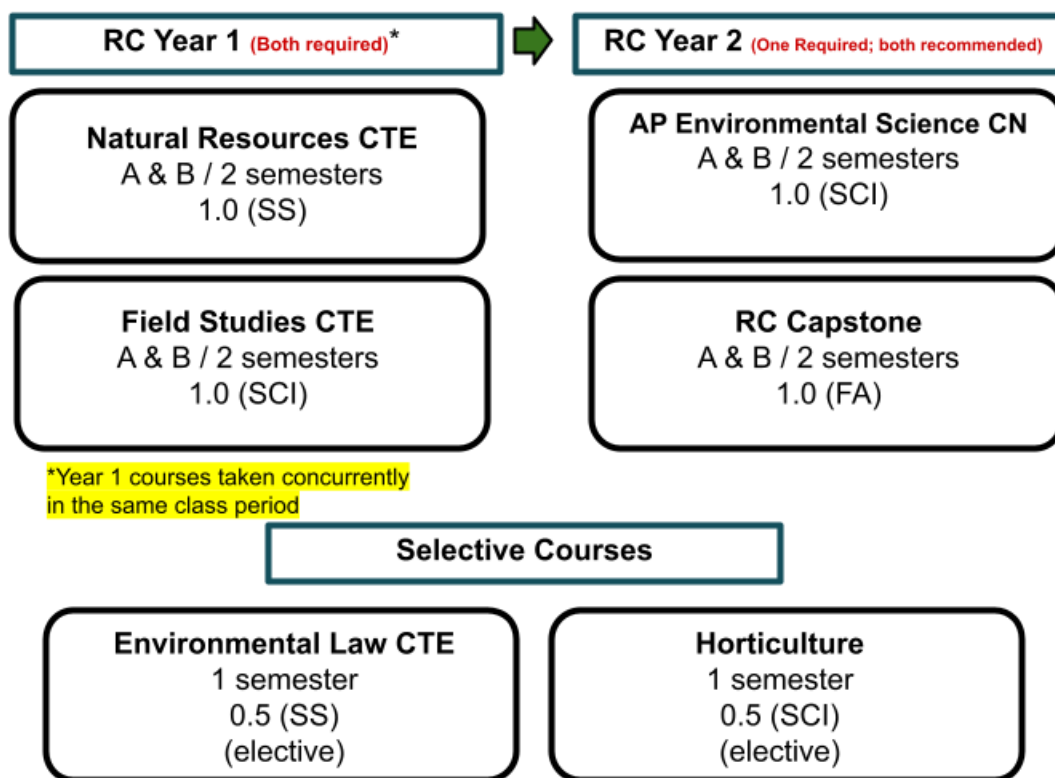 RC Year 1 (Both required)*
RC Year 2 (One Required; both recommended)
Natural Resources CTE
A & B / 2 semesters
1.0 (SS)
AP Environmental Science CN
A & B / 2 semesters
1.0 (SCI)
Field Studies CTE
A & B / 2 semesters
1.0 (SCI)
RC Capstone
A & B / 2 semesters
1.0 (FA)
*Year 1 courses taken concurrently
in the same class period
Selective Courses
Environmental Law CTE
1 semester
0.5 (SS)
(elective)
Horticulture
1 semester
0.5 (SCI)
(elective)